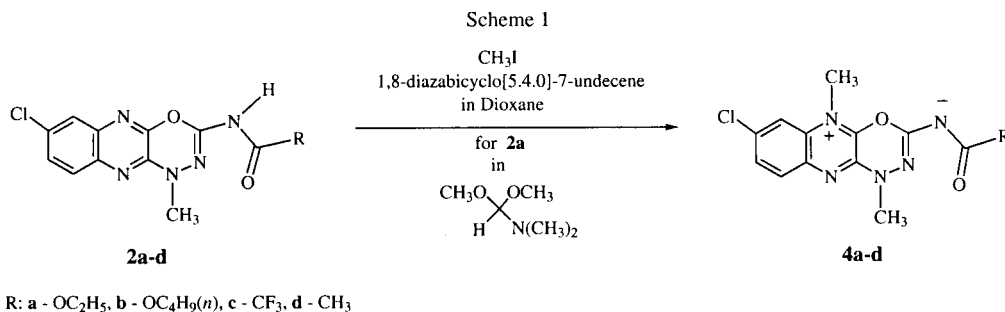 Scheme 1
CH3I
1,8-diazabicyclo[5.4.0]-7-undecene
in Dioxane
for 2a
in
CH3O OCH3
H N(CH3)2
Cl N O N H
N N N O R
CH3
2a-d
CH3
Cl N + O N −
N N N O R
CH3
4a-d
R: a - OC2H5, b - OC4H9(n), c - CF3, d - CH3